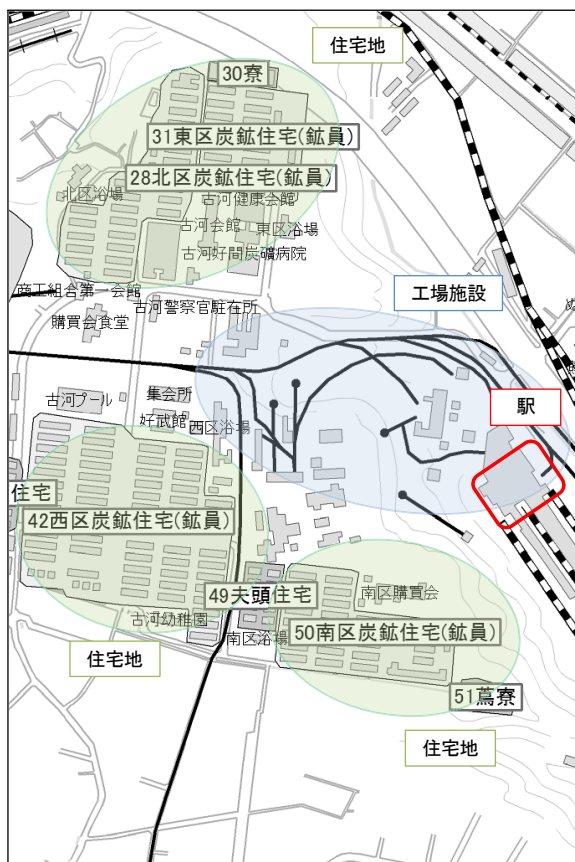 住宅地
30寮
31東区炭鉱住宅(鉱員)
28北区炭鉱住宅(鉱員)
北区浴場
古河健康会館
古河会館
東区浴場
古河好間炭礦病院
商工組合第一会館
古河警察官駐在所
購買会食堂
工場施設
ぬ
駅
古河プール
集会所
好武館
西区浴場
住宅
42西区炭鉱住宅(鉱員)
49夫頭住宅
南区購買会
古河幼稚園
南区浴場
50南区炭鉱住宅(鉱員)
住宅地
51蔦寮
住宅地